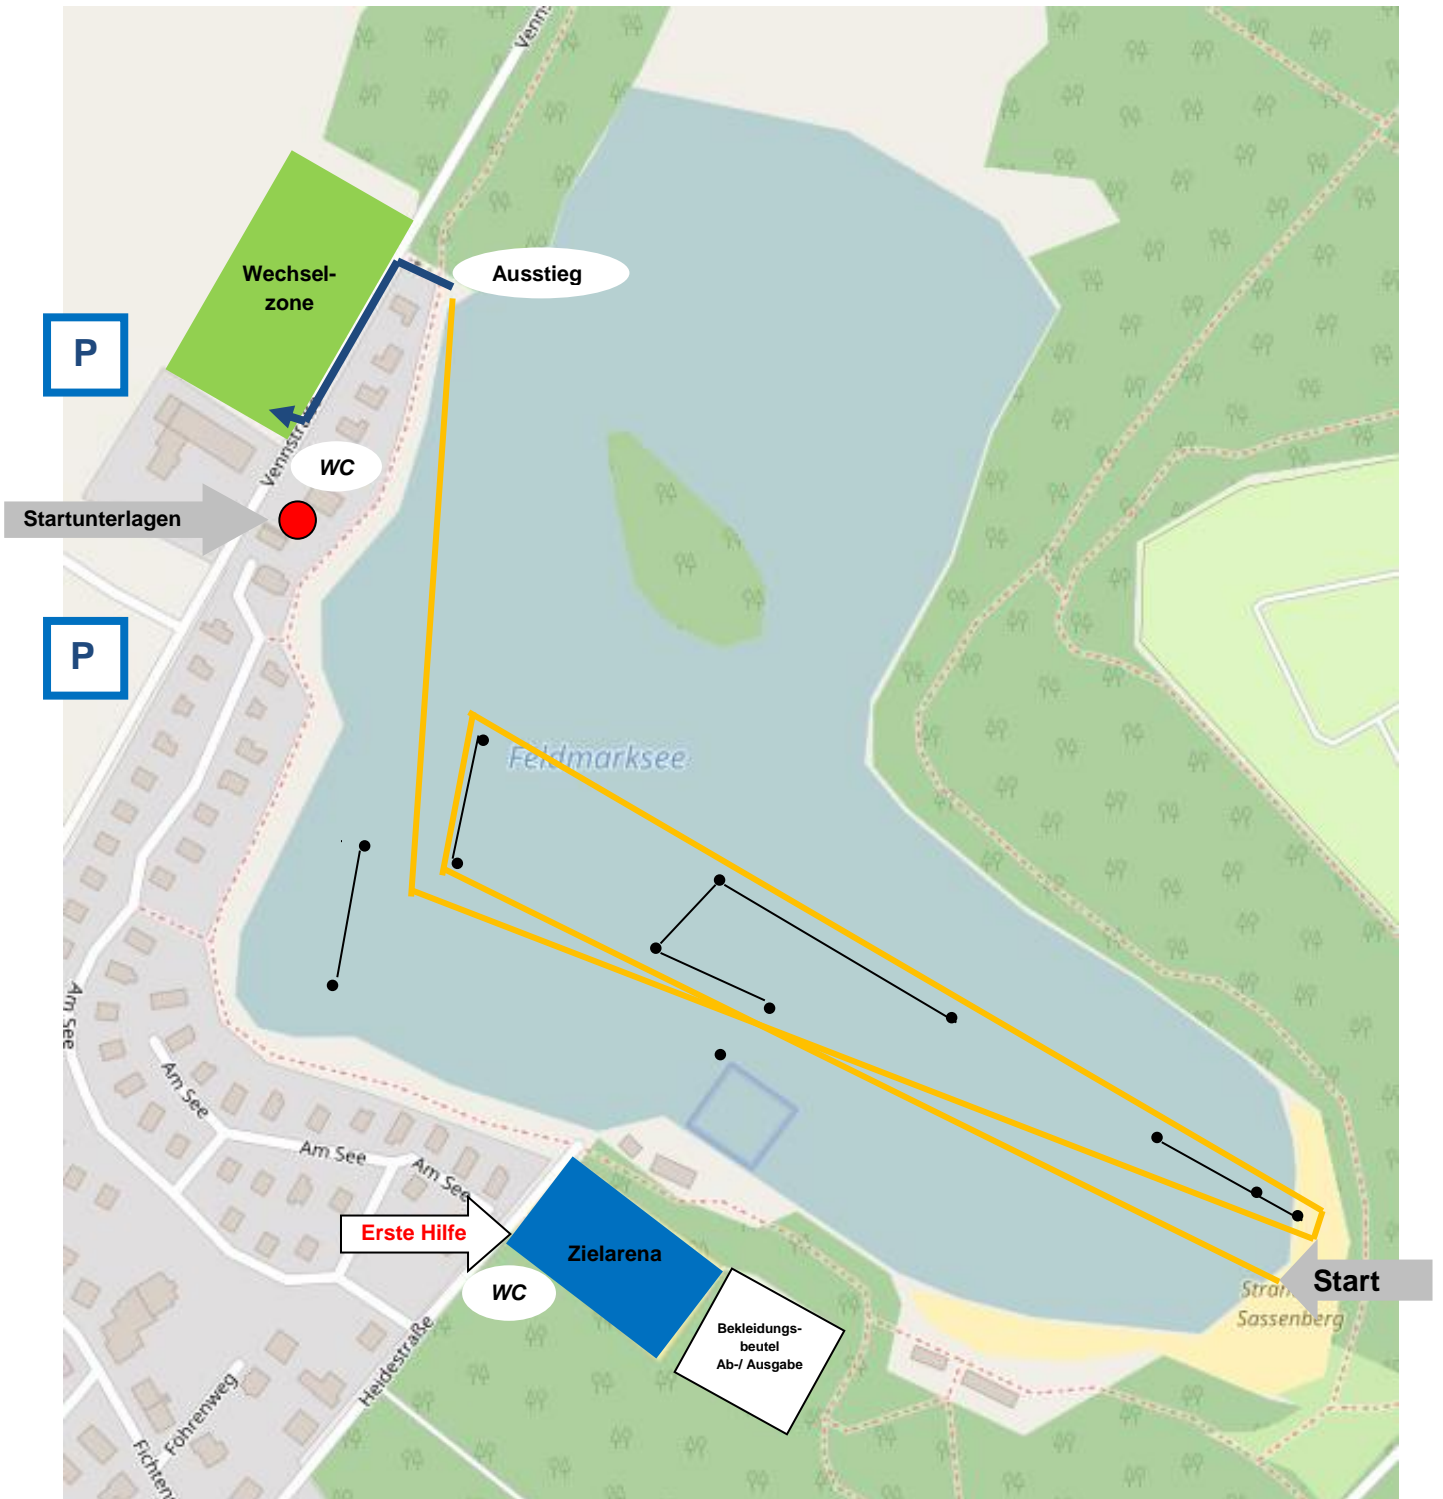 Ausstieg
Wechsel-
zone
P
WC
Startunterlagen
P
Feldmarksee
Am See
Am See
Am See
Am See
Erste Hilfe
Zielarena
WC
Start
Sassenberg
Bekleidungs-
beutel
Ab-/ Ausgabe
Heidestraße
Föhrenweg